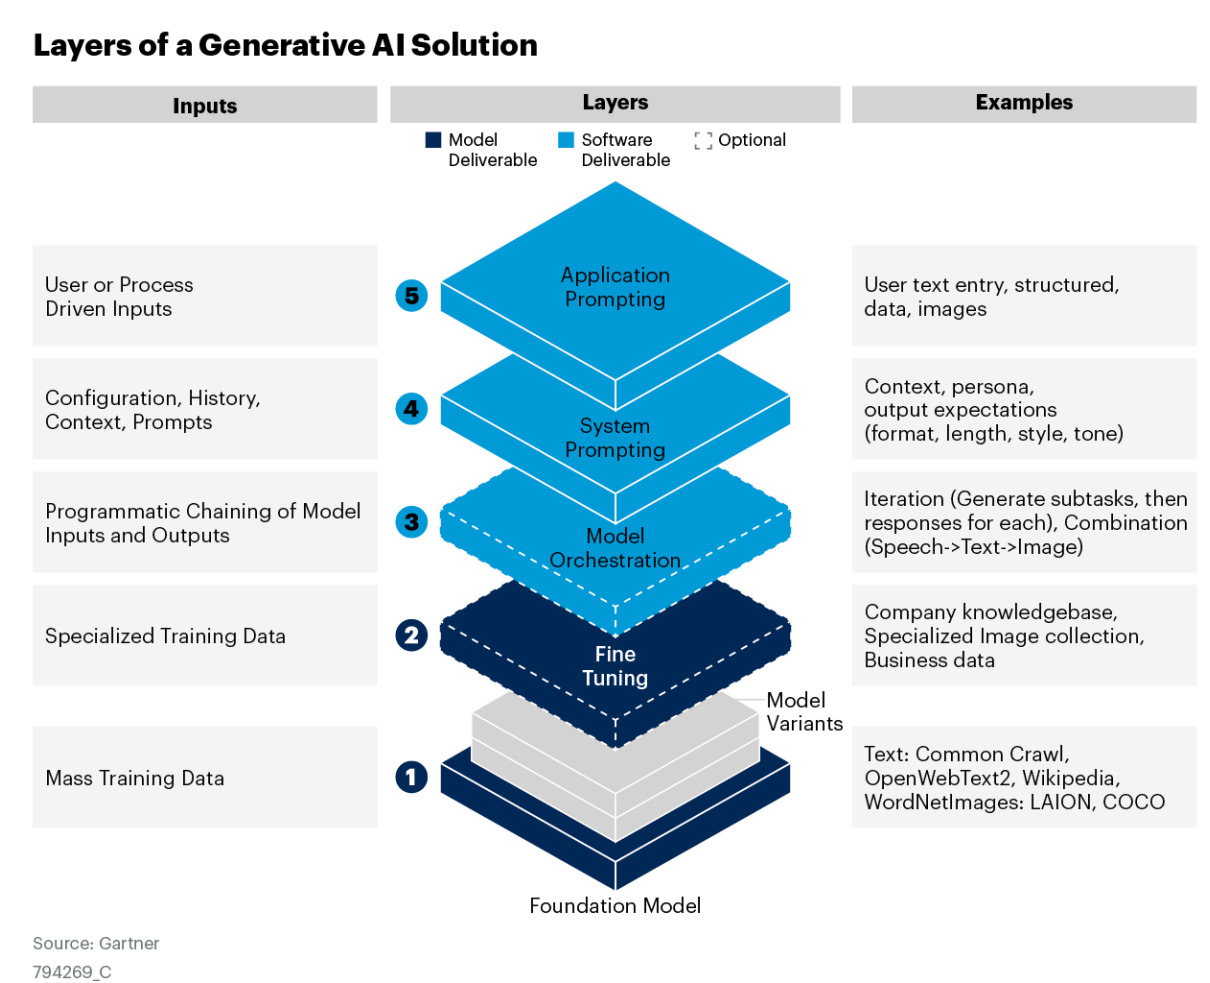 Layers of a Generative AI Solution
Inputs
Layers
Examples
Model
Deliverable
Software
Deliverable
Optional
User or Process
Driven Inputs
5
Application
Prompting
User text entry, structured,
data, images
Configuration, History,
Context, Prompts
4
System
Prompting
Context, persona,
output expectations
(format, length, style, tone)
Programmatic Chaining of Model
Inputs and Outputs
3
Model
Orchestration
Iteration (Generate subtasks, then
responses for each), Combination
(Speech->Text->Image)
Specialized Training Data
2
Fine
Tuning
Company knowledgebase,
Specialized Image collection,
Business data
Model
Variants
Mass Training Data
1
Text: Common Crawl,
OpenWebText2, Wikipedia,
WordNetImages: LAION, COCO
Foundation Model
Source: Gartner
794269_C